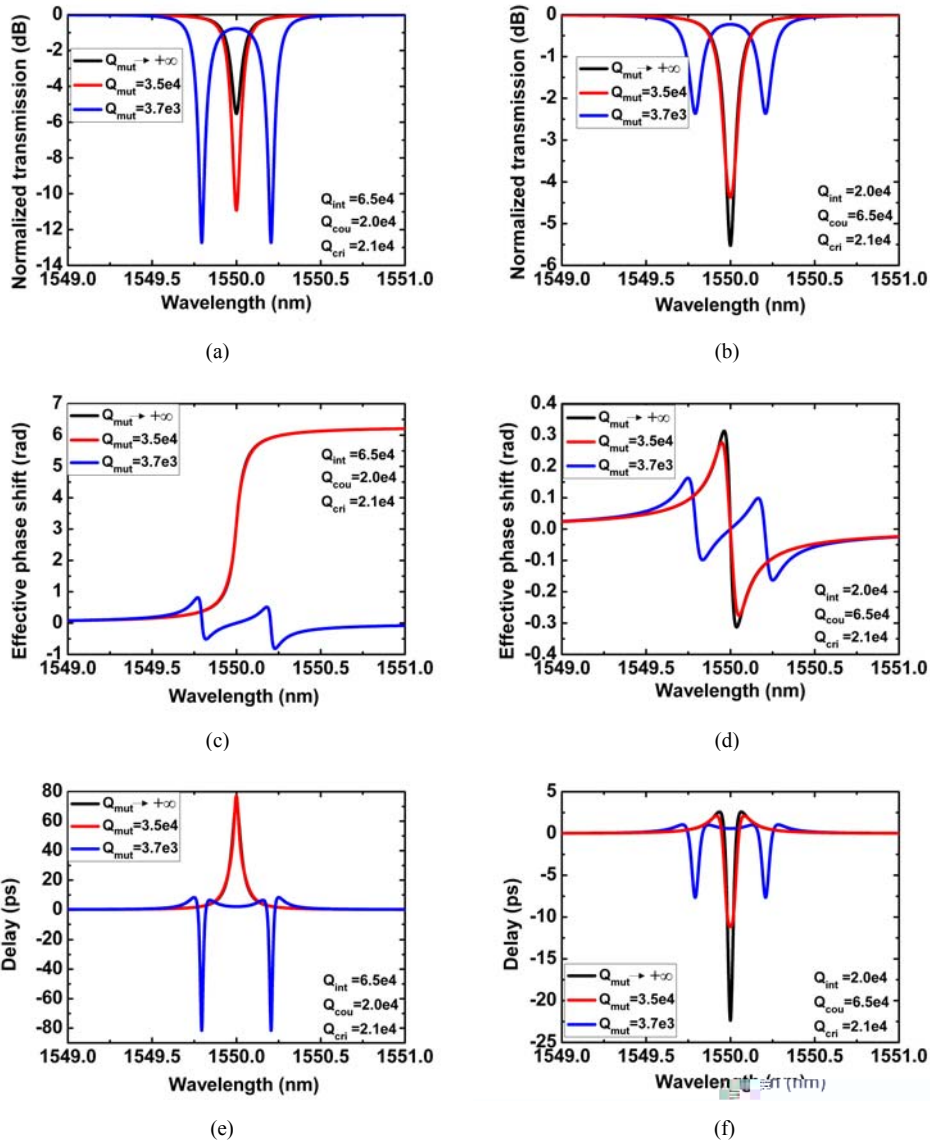 Normalized transmission (dB)
0
-2
-4
-6
-8
-10
-12
-14
Q_mut → +∞
Q_mut=3.5e4
Q_mut=3.7e3
Q_int =6.5e4
Q_cou =2.0e4
Q_cri =2.1e4
1549.0 1549.5 1550.0 1550.5 1551.0
Wavelength (nm)
(a)
Normalized transmission (dB)
0
-1
-2
-3
-4
-5
-6
Q_mut → +∞
Q_mut=3.5e4
Q_mut=3.7e3
Q_int =2.0e4
Q_cou =6.5e4
Q_cri =2.1e4
1549.0 1549.5 1550.0 1550.5 1551.0
Wavelength (nm)
(b)
Effective phase shift (rad)
7
6
5
4
3
2
1
0
-1
Q_mut → +∞
Q_mut=3.5e4
Q_mut=3.7e3
Q_int =6.5e4
Q_cou =2.0e4
Q_cri =2.1e4
1549.0 1549.5 1550.0 1550.5 1551.0
Wavelength (nm)
(c)
Effective phase shift (rad)
0.4
0.3
0.2
0.1
0.0
-0.1
-0.2
-0.3
-0.4
Q_mut → +∞
Q_mut=3.5e4
Q_mut=3.7e3
Q_int =2.0e4
Q_cou =6.5e4
Q_cri =2.1e4
1549.0 1549.5 1550.0 1550.5 1551.0
Wavelength (nm)
(d)
Delay (ps)
80
60
40
20
0
-20
-40
-60
-80
Q_mut → +∞
Q_mut=3.5e4
Q_mut=3.7e3
Q_int =6.5e4
Q_cou =2.0e4
Q_cri =2.1e4
1549.0 1549.5 1550.0 1550.5 1551.0
Wavelength (nm)
(e)
Delay (ps)
5
0
-5
-10
-15
-20
-25
Q_mut → +∞
Q_mut=3.5e4
Q_mut=3.7e3
Q_int =2.0e4
Q_cou =6.5e4
Q_cri =2.1e4
1549.0 1549.5 1550.0 1550.5 1551.0
(nm)
(f)